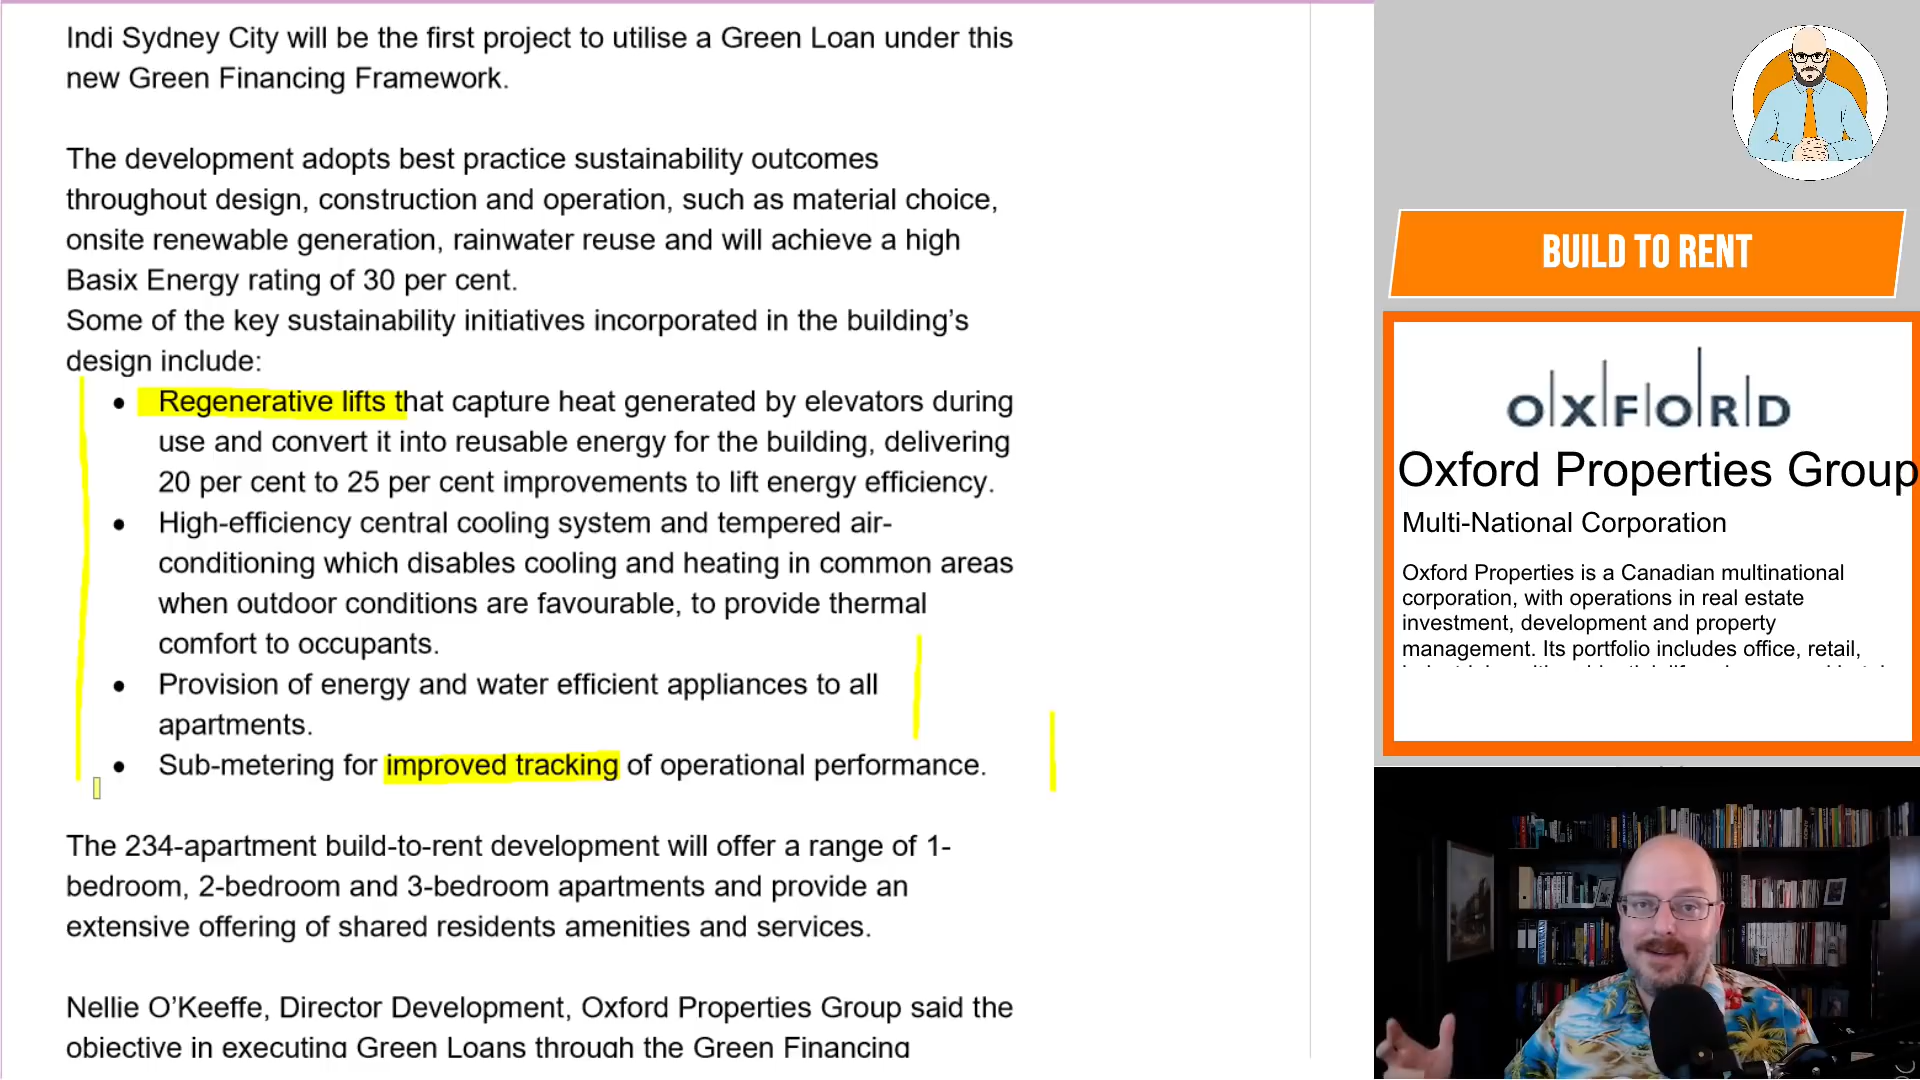 Indi Sydney City will be the first project to utilise a Green Loan under this
new Green Financing Framework.
The development adopts best practice sustainability outcomes
throughout design, construction and operation, such as material choice,
onsite renewable generation, rainwater reuse and will achieve a high
Basix Energy rating of 30 per cent.
Some of the key sustainability initiatives incorporated in the building’s
design include:
• Regenerative lifts that capture heat generated by elevators during
use and convert it into reusable energy for the building, delivering
20 per cent to 25 per cent improvements to lift energy efficiency.
• High-efficiency central cooling system and tempered air-
conditioning which disables cooling and heating in common areas
when outdoor conditions are favourable, to provide thermal
comfort to occupants.
• Provision of energy and water efficient appliances to all
apartments.
• Sub-metering for improved tracking of operational performance.
The 234-apartment build-to-rent development will offer a range of 1-
bedroom, 2-bedroom and 3-bedroom apartments and provide an
extensive offering of shared residents amenities and services.
Nellie O’Keeffe, Director Development, Oxford Properties Group said the
objective in executing Green Loans through the Green Financing
BUILD TO RENT
OXFORD
Oxford Properties Group
Multi-National Corporation
Oxford Properties is a Canadian multinational
corporation, with operations in real estate
investment, development and property
management. Its portfolio includes office, retail,